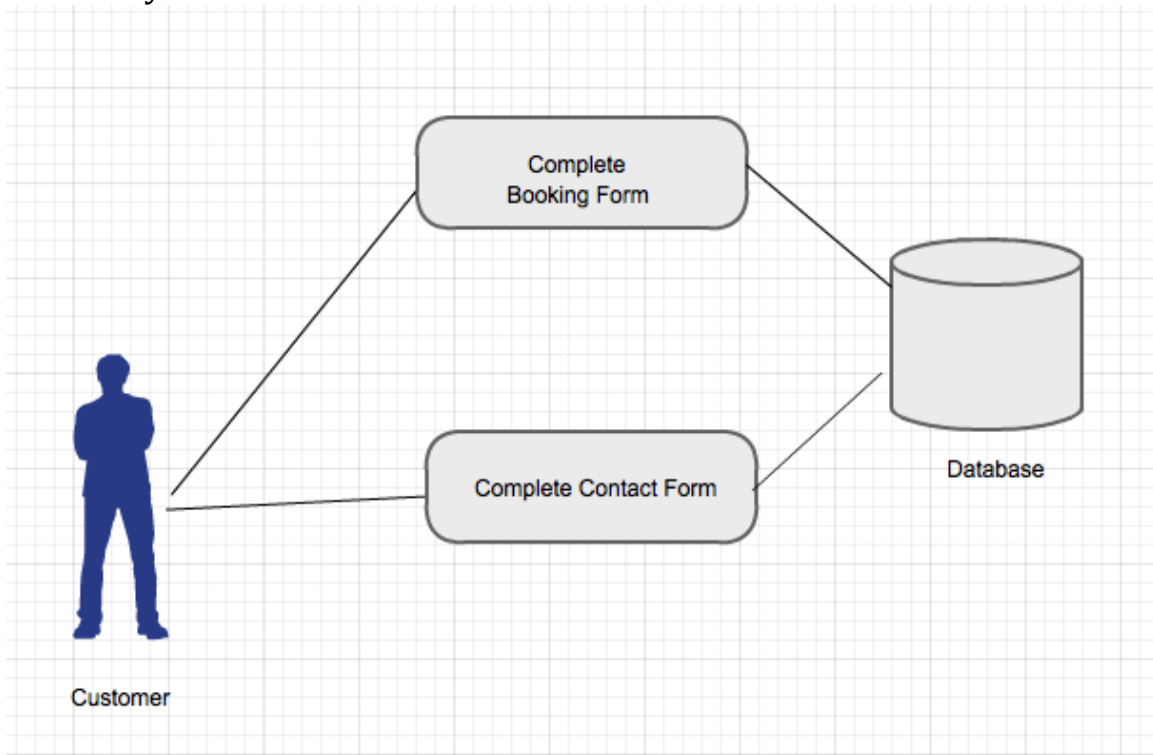 Complete
Booking Form
Complete Contact Form
Database
Customer